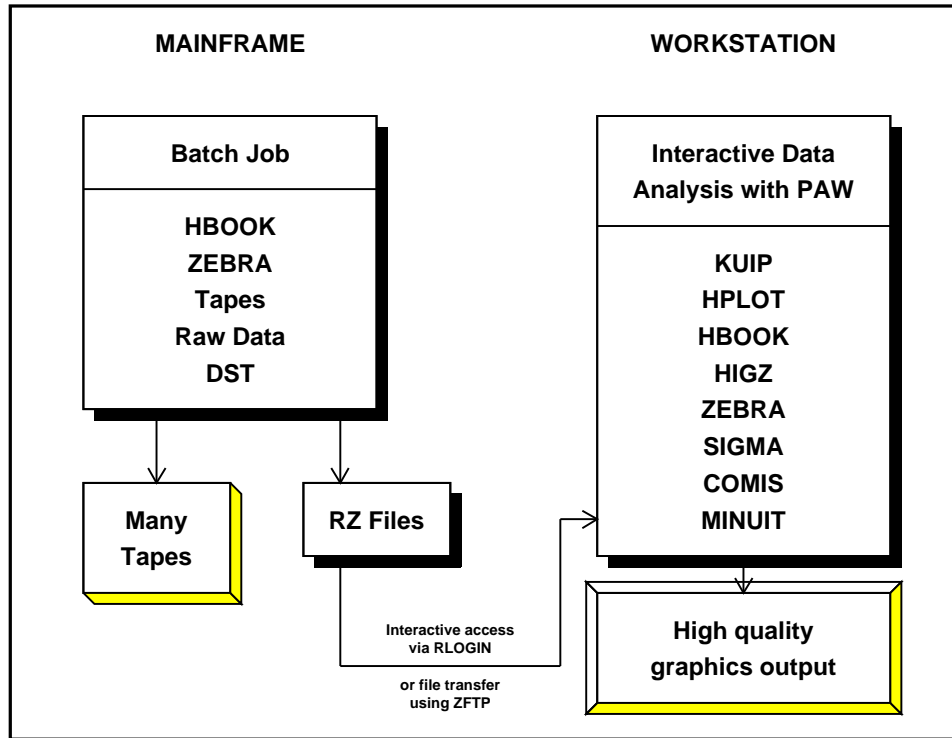 MAINFRAME
WORKSTATION
Batch Job
HBOOK
ZEBRA
Tapes
Raw Data
DST
Many
Tapes
RZ Files
Interactive access
via RLOGIN
or file transfer
using ZFTP
Interactive Data
Analysis with PAW
KUIP
HPLOT
HBOOK
HIGZ
ZEBRA
SIGMA
COMIS
MINUIT
High quality
graphics output